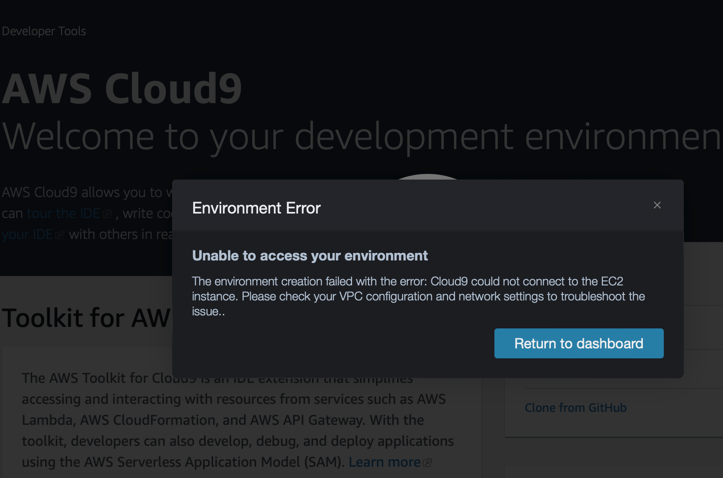 Developer Tools
AWS Cloud9
Welcome to your development environmen
AWS Cloud9 allows you to w
can tour the IDE, write co
your IDE with others in rea
Environment Error
×
Unable to access your environment
The environment creation failed with the error: Cloud9 could not connect to the EC2
instance. Please check your VPC configuration and network settings to troubleshoot the
issue..
Return to dashboard
Toolkit for AW
The AWS Toolkit for Cloud9 is an IDE extension that simplifies
accessing and interacting with resources from services such as AWS
Lambda, AWS CloudFormation, and AWS API Gateway. With the
toolkit, developers can also develop, debug, and deploy applications
using the AWS Serverless Application Model (SAM). Learn more
Clone from GitHub